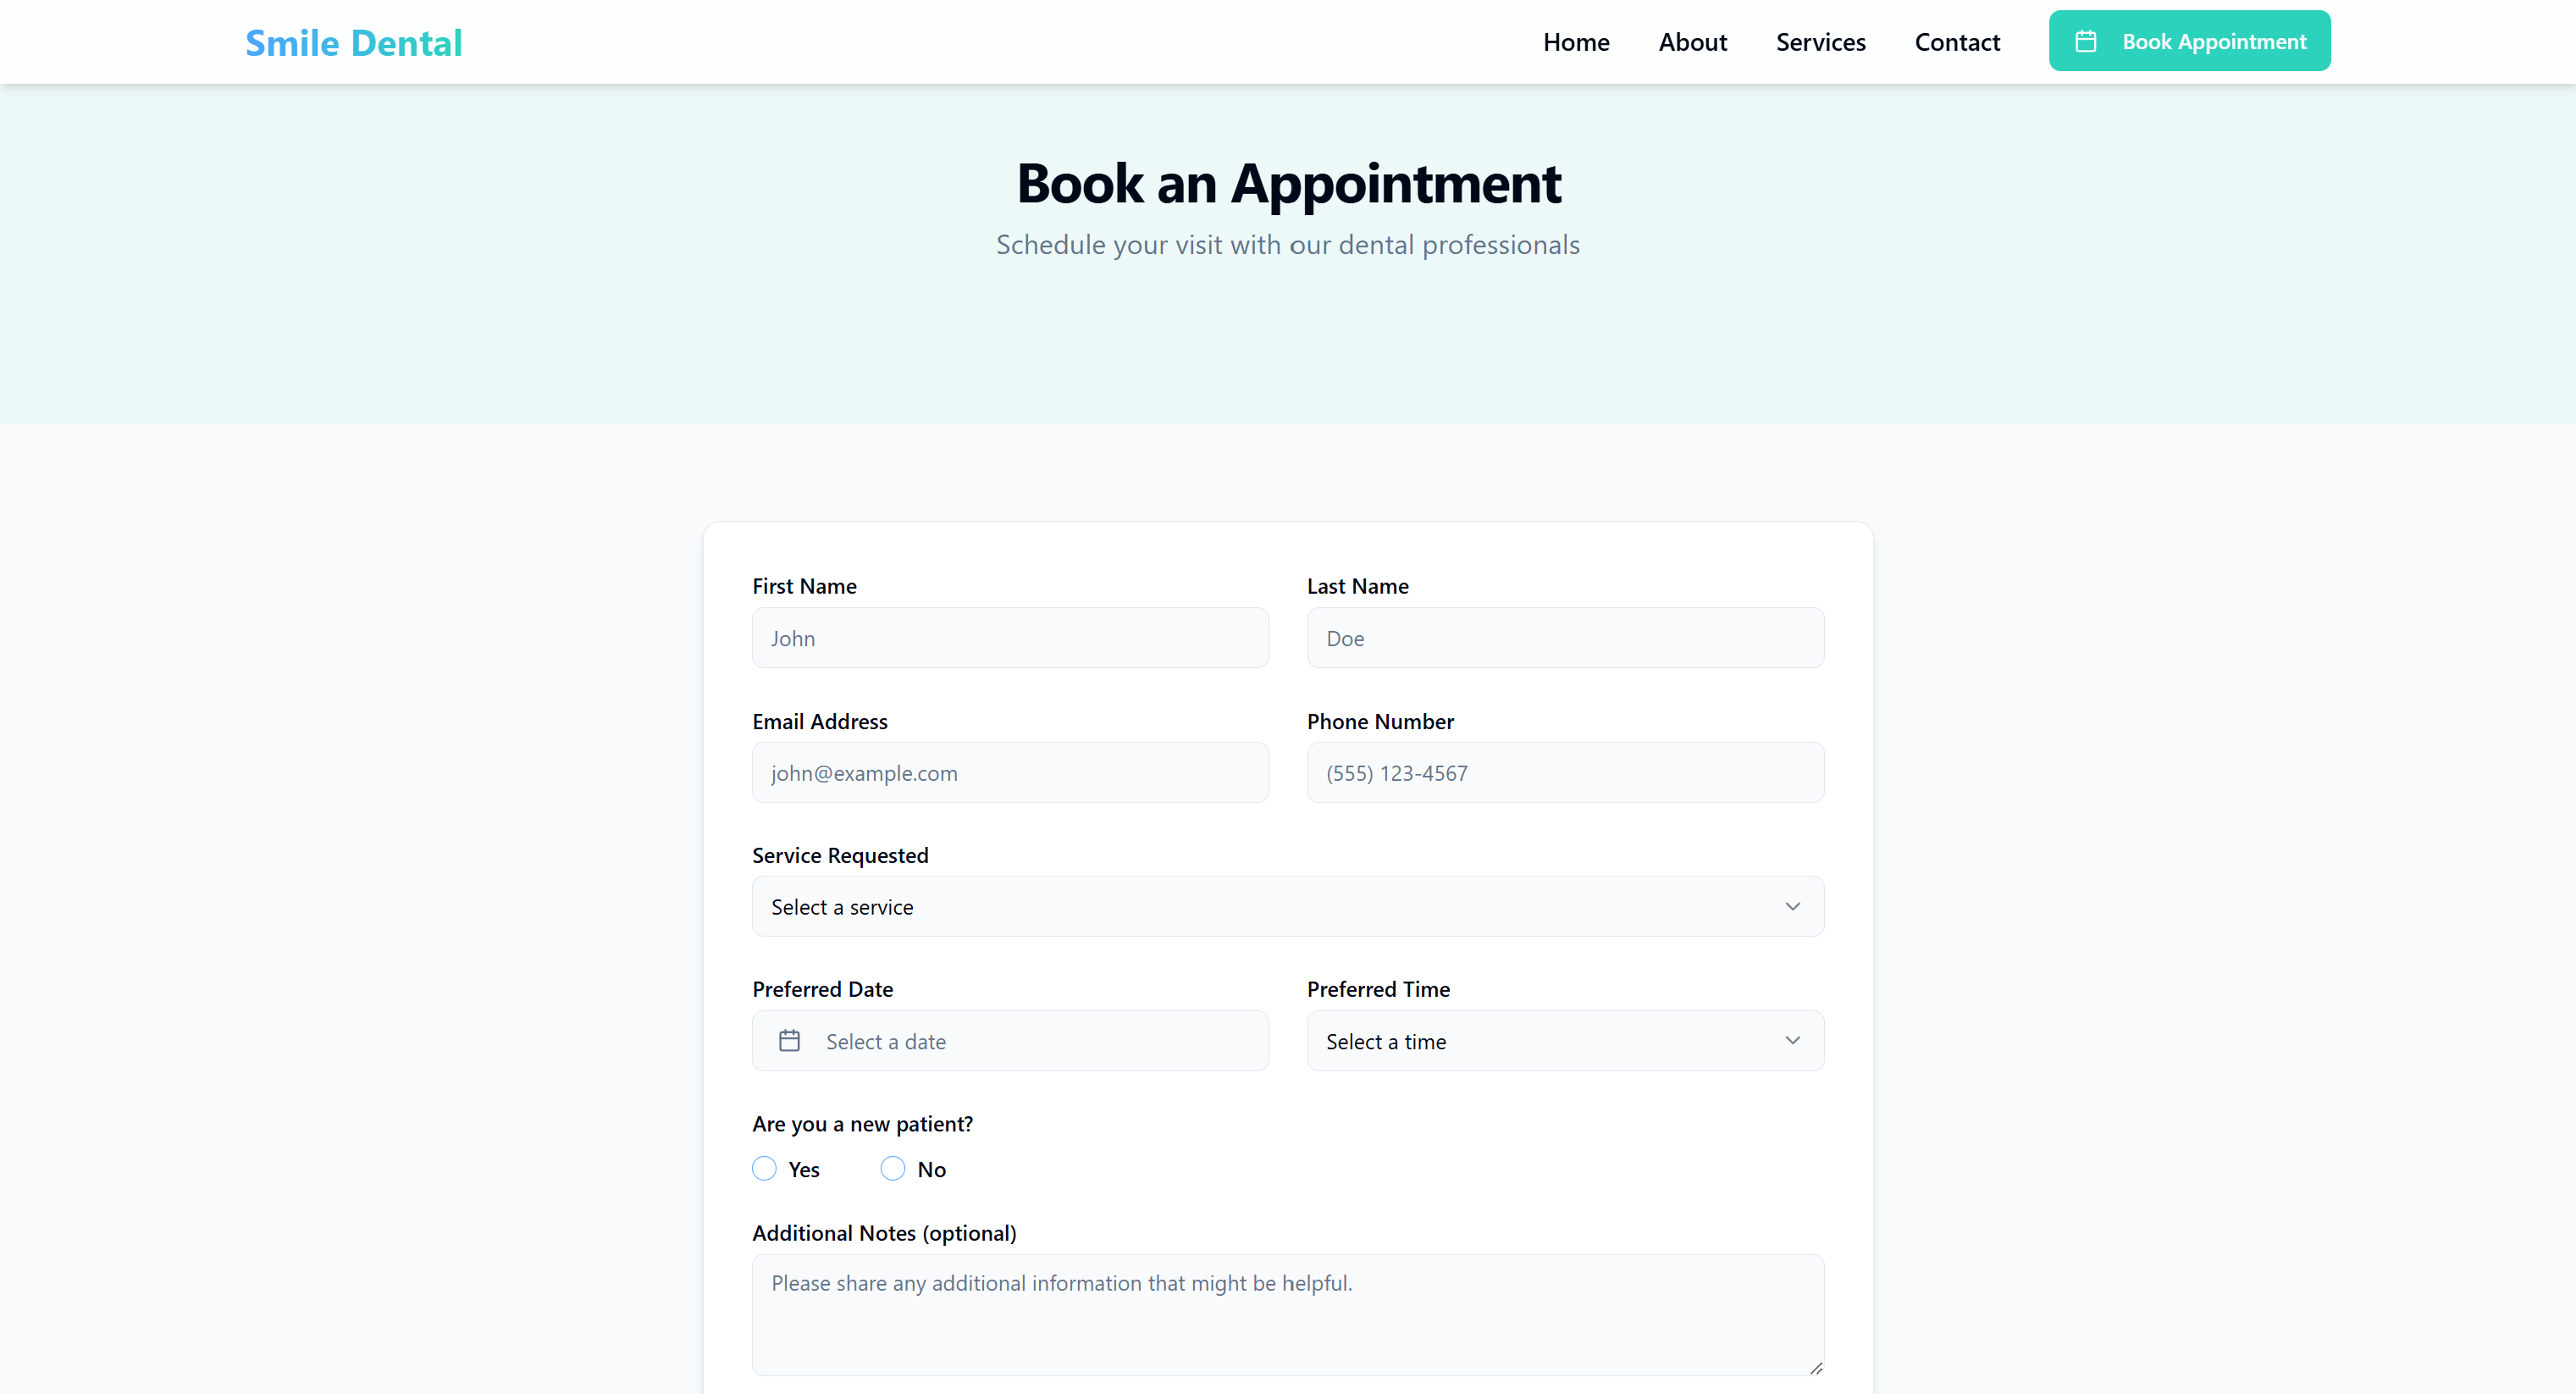 Smile Dental
Home
About
Services
Contact
Book Appointment
Book an Appointment
Schedule your visit with our dental professionals
First Name
Last Name
John
Doe
Email Address
Phone Number
john@example.com
(555) 123-4567
Service Requested
Select a service
Preferred Date
Preferred Time
Select a date
Select a time
Are you a new patient?
Yes
No
Additional Notes (optional)
Please share any additional information that might be helpful.